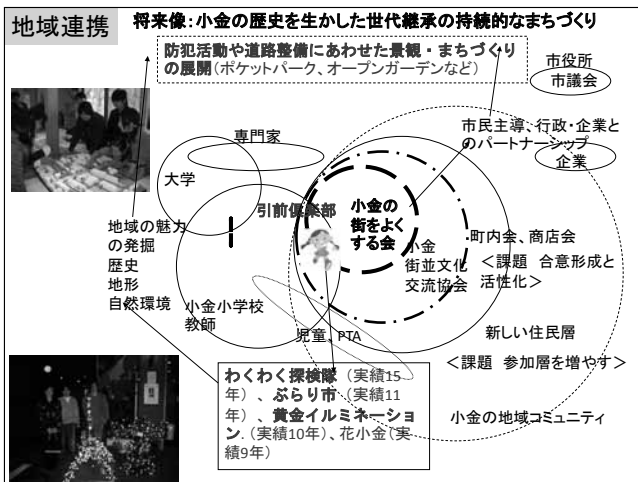 地域連携
将来像：小金の歴史を生かした世代継承の持続的なまちづくり
防犯活動や道路整備にあわせた景観・まちづくり
の展開(ポケットパーク、オープンガーデンなど)
市役所
市議会
市民主導、行政・企業と
のパートナーシップ
企業
専門家
大学
引前倶楽部
小金の
街をよく
する会
小金
街並文化
交流協会
町内会、商店会
＜課題　合意形成と
活性化＞
地域の魅力
の発掘
歴史
地形
自然環境
小金小学校
教師
児童、PTA
新しい住民層
＜課題　参加層を増やす＞
小金の地域コミュニティ
わくわく探検隊（実績15
年）、ぶらり市（実績11
年）、黄金イルミネーショ
ン.（実績10年）、花小金（実
績9年）